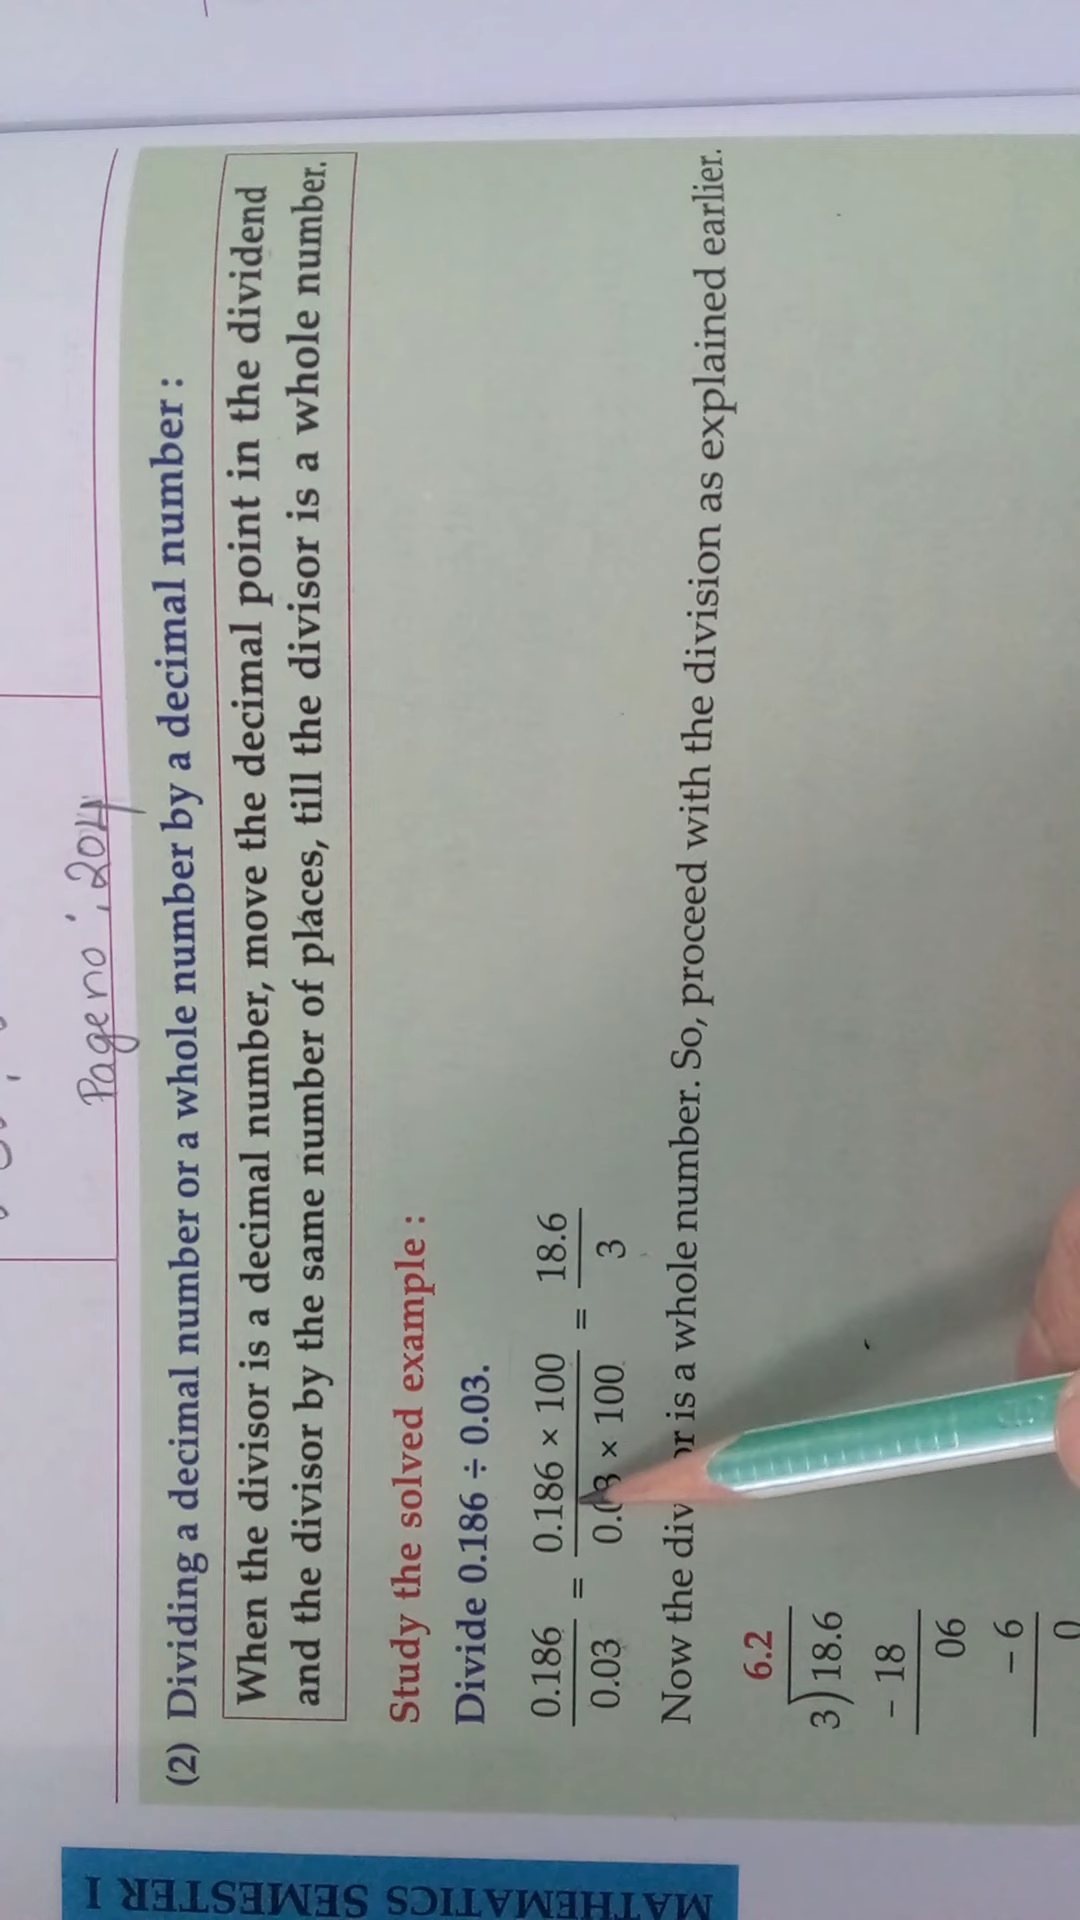 Page no. 204
(2) Dividing a decimal number or a whole number by a decimal number :
When the divisor is a decimal number, move the decimal point in the dividend
and the divisor by the same number of places, till the divisor is a whole number.
Study the solved example :
Divide 0.186 ÷ 0.03.
0.186 / 0.03 = 0.186 × 100 / 0.03 × 100 = 18.6 / 3
Now the divisor is a whole number. So, proceed with the division as explained earlier.
6.2
3)18.6
- 18
06
- 6
0
MATHEMATICS SEMESTER I